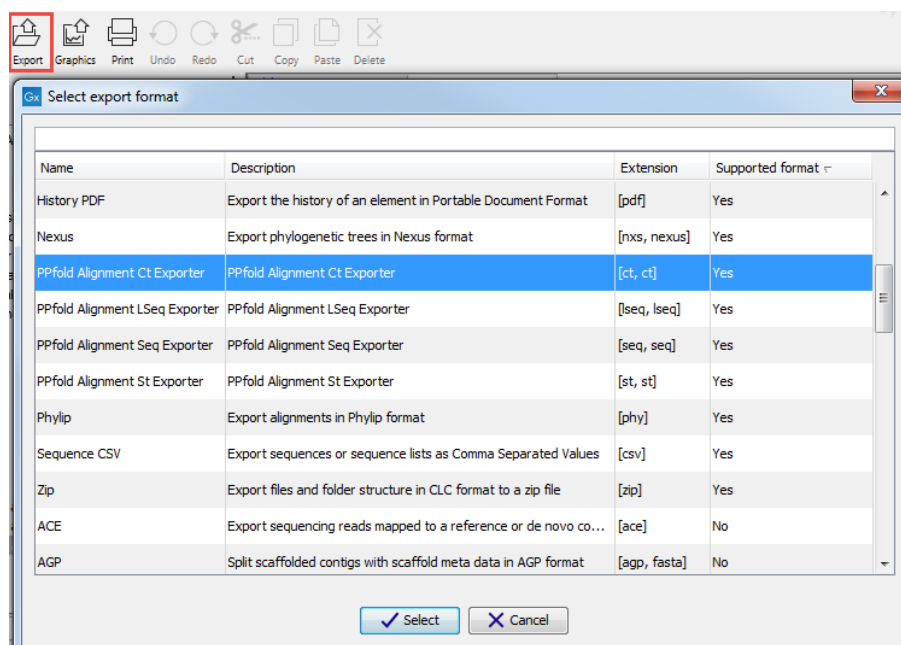 Export Graphics Print Undo Redo Cut Copy Paste Delete
Gx Select export format
Name Description Extension Supported format
History PDF Export the history of an element in Portable Document Format [pdf] Yes
Nexus Export phylogenetic trees in Nexus format [nxs, nexus] Yes
PPfold Alignment Ct Exporter PPfold Alignment Ct Exporter [ct, ct] Yes
PPfold Alignment LSeq Exporter PPfold Alignment LSeq Exporter [lseq, lseq] Yes
PPfold Alignment Seq Exporter PPfold Alignment Seq Exporter [seq, seq] Yes
PPfold Alignment St Exporter PPfold Alignment St Exporter [st, st] Yes
Phylip Export alignments in Phylip format [phy] Yes
Sequence CSV Export sequences or sequence lists as Comma Separated Values [csv] Yes
Zip Export files and folder structure in CLC format to a zip file [zip] Yes
ACE Export sequencing reads mapped to a reference or de novo co... [ace] No
AGP Split scaffolded contigs with scaffold meta data in AGP format [agp, fasta] No
Select Cancel